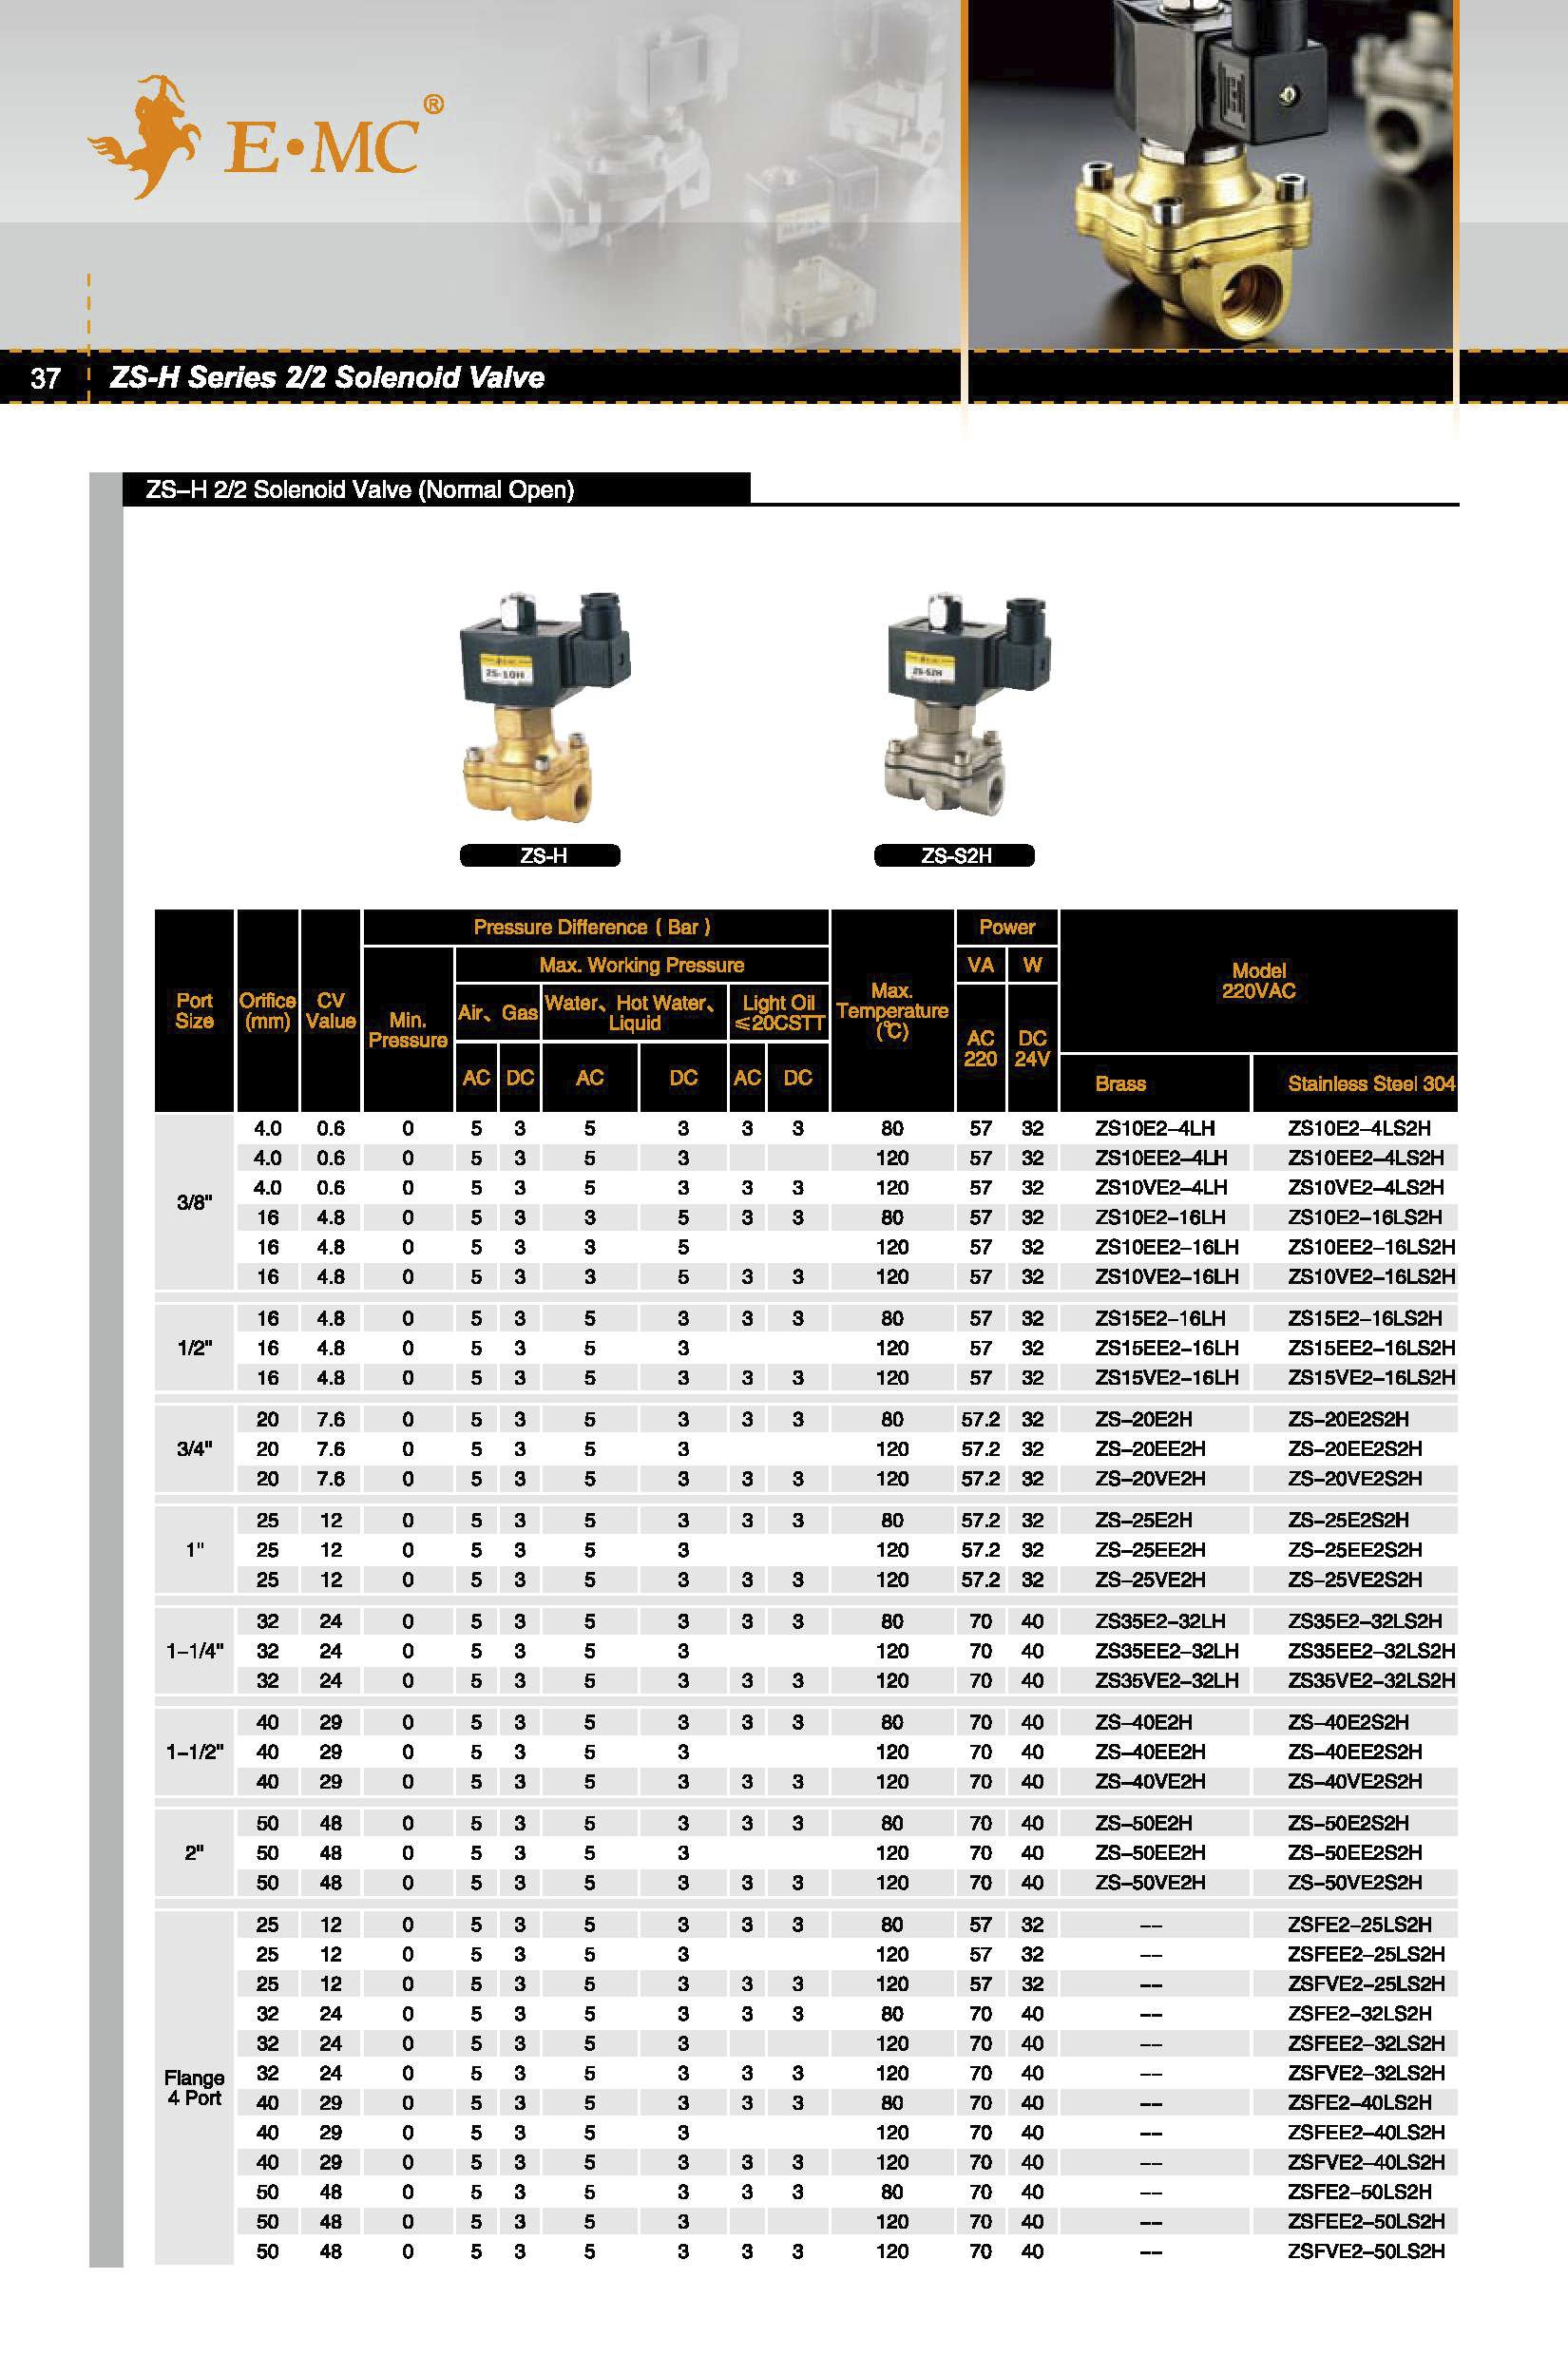 E·MC®
37 ZS-H Series 2/2 Solenoid Valve
ZS–H 2/2 Solenoid Valve (Normal Open)
E·MC
ZS-10H
E·MC
ZS-S2H
ZS-H ZS-S2H
Port Size
Orifice (mm)
CV Value
Pressure Difference ( Bar )
Min. Pressure
Max. Working Pressure
Air、Gas
Water、Hot Water、Liquid
Light Oil ≤20CSTT
AC DC AC DC AC DC
Max. Temperature (℃)
Power
VA W
AC 220
DC 24V
Model 220VAC
Brass Stainless Steel 304
3/8"
4.0 0.6 0 5 3 5 3 3 3 80 57 32 ZS10E2–4LH ZS10E2–4LS2H
4.0 0.6 0 5 3 5 3 120 57 32 ZS10EE2–4LH ZS10EE2–4LS2H
4.0 0.6 0 5 3 5 3 3 3 120 57 32 ZS10VE2–4LH ZS10VE2–4LS2H
16 4.8 0 5 3 3 5 3 3 80 57 32 ZS10E2–16LH ZS10E2–16LS2H
16 4.8 0 5 3 3 5 120 57 32 ZS10EE2–16LH ZS10EE2–16LS2H
16 4.8 0 5 3 3 5 3 3 120 57 32 ZS10VE2–16LH ZS10VE2–16LS2H
1/2"
16 4.8 0 5 3 5 3 3 3 80 57 32 ZS15E2–16LH ZS15E2–16LS2H
16 4.8 0 5 3 5 3 120 57 32 ZS15EE2–16LH ZS15EE2–16LS2H
16 4.8 0 5 3 5 3 3 3 120 57 32 ZS15VE2–16LH ZS15VE2–16LS2H
3/4"
20 7.6 0 5 3 5 3 3 3 80 57.2 32 ZS–20E2H ZS–20E2S2H
20 7.6 0 5 3 5 3 120 57.2 32 ZS–20EE2H ZS–20EE2S2H
20 7.6 0 5 3 5 3 3 3 120 57.2 32 ZS–20VE2H ZS–20VE2S2H
1"
25 12 0 5 3 5 3 3 3 80 57.2 32 ZS–25E2H ZS–25E2S2H
25 12 0 5 3 5 3 120 57.2 32 ZS–25EE2H ZS–25EE2S2H
25 12 0 5 3 5 3 3 3 120 57.2 32 ZS–25VE2H ZS–25VE2S2H
1–1/4"
32 24 0 5 3 5 3 3 3 80 70 40 ZS35E2–32LH ZS35E2–32LS2H
32 24 0 5 3 5 3 120 70 40 ZS35EE2–32LH ZS35EE2–32LS2H
32 24 0 5 3 5 3 3 3 120 70 40 ZS35VE2–32LH ZS35VE2–32LS2H
1–1/2"
40 29 0 5 3 5 3 3 3 80 70 40 ZS–40E2H ZS–40E2S2H
40 29 0 5 3 5 3 120 70 40 ZS–40EE2H ZS–40EE2S2H
40 29 0 5 3 5 3 3 3 120 70 40 ZS–40VE2H ZS–40VE2S2H
2"
50 48 0 5 3 5 3 3 3 80 70 40 ZS–50E2H ZS–50E2S2H
50 48 0 5 3 5 3 120 70 40 ZS–50EE2H ZS–50EE2S2H
50 48 0 5 3 5 3 3 3 120 70 40 ZS–50VE2H ZS–50VE2S2H
Flange 4 Port
25 12 0 5 3 5 3 3 3 80 57 32 –– ZSFE2–25LS2H
25 12 0 5 3 5 3 120 57 32 –– ZSFEE2–25LS2H
25 12 0 5 3 5 3 3 3 120 57 32 –– ZSFVE2–25LS2H
32 24 0 5 3 5 3 3 3 80 70 40 –– ZSFE2–32LS2H
32 24 0 5 3 5 3 120 70 40 –– ZSFEE2–32LS2H
32 24 0 5 3 5 3 3 3 120 70 40 –– ZSFVE2–32LS2H
40 29 0 5 3 5 3 3 3 80 70 40 –– ZSFE2–40LS2H
40 29 0 5 3 5 3 120 70 40 –– ZSFEE2–40LS2H
40 29 0 5 3 5 3 3 3 120 70 40 –– ZSFVE2–40LS2H
50 48 0 5 3 5 3 3 3 80 70 40 –– ZSFE2–50LS2H
50 48 0 5 3 5 3 120 70 40 –– ZSFEE2–50LS2H
50 48 0 5 3 5 3 3 3 120 70 40 –– ZSFVE2–50LS2H